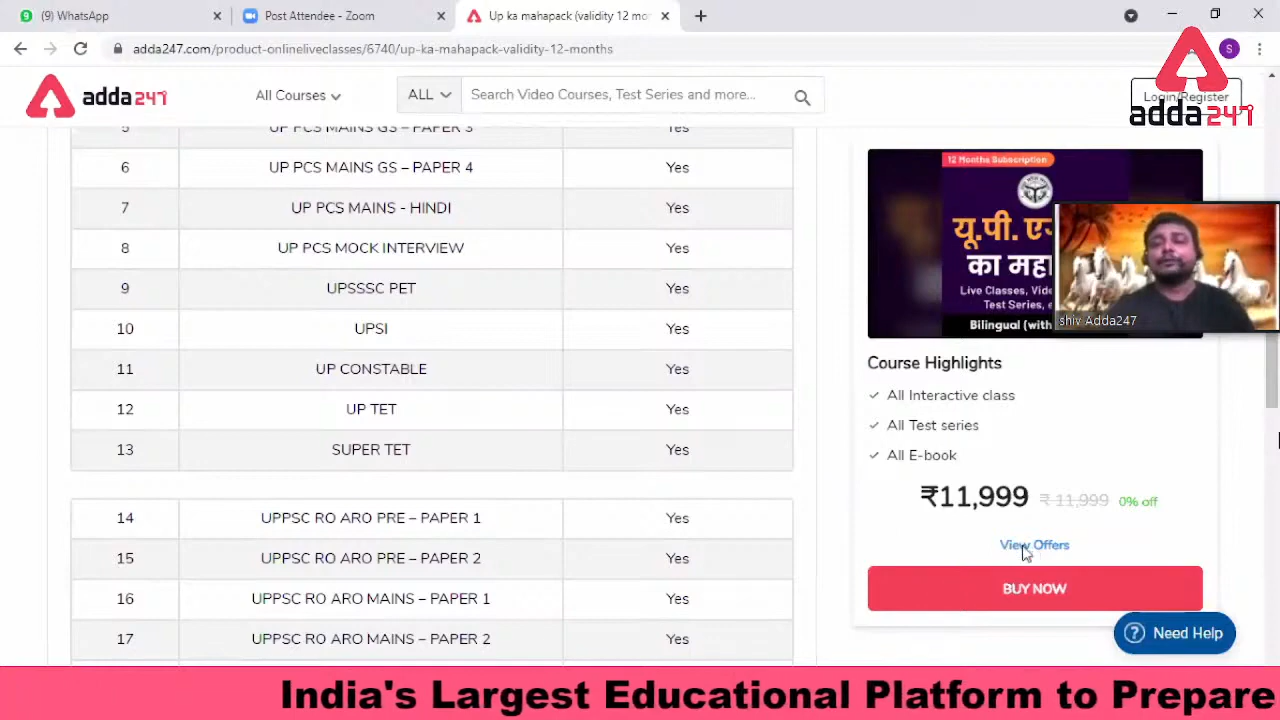 (9) WhatsApp
Post Attendee - Zoom
Up ka mahapack (validity 12 mo
adda247.com/product-onlineliveclasses/6740/up-ka-mahapack-validity-12-months
S
adda247
All Courses
ALL
Search Video Courses, Test Series and more...
Login/Register
adda247
5 UP PCS MAINS GS – PAPER 3 Yes
6 UP PCS MAINS GS – PAPER 4 Yes
7 UP PCS MAINS - HINDI Yes
8 UP PCS MOCK INTERVIEW Yes
9 UPSSSC PET Yes
10 UPSI Yes
11 UP CONSTABLE Yes
12 UP TET Yes
13 SUPER TET Yes
14 UPPSC RO ARO PRE – PAPER 1 Yes
15 UPPSC RO ARO PRE – PAPER 2 Yes
16 UPPSC RO ARO MAINS – PAPER 1 Yes
17 UPPSC RO ARO MAINS – PAPER 2 Yes
12 Months Subscription
यू.पी.
का
Live Classes,
Test Series,
Bilingual (with
shiv Adda247
Course Highlights
All Interactive class
All Test series
All E-book
₹11,999 ₹ 11,999 0% off
View Offers
BUY NOW
? Need Help
India's Largest Educational Platform to Prepare